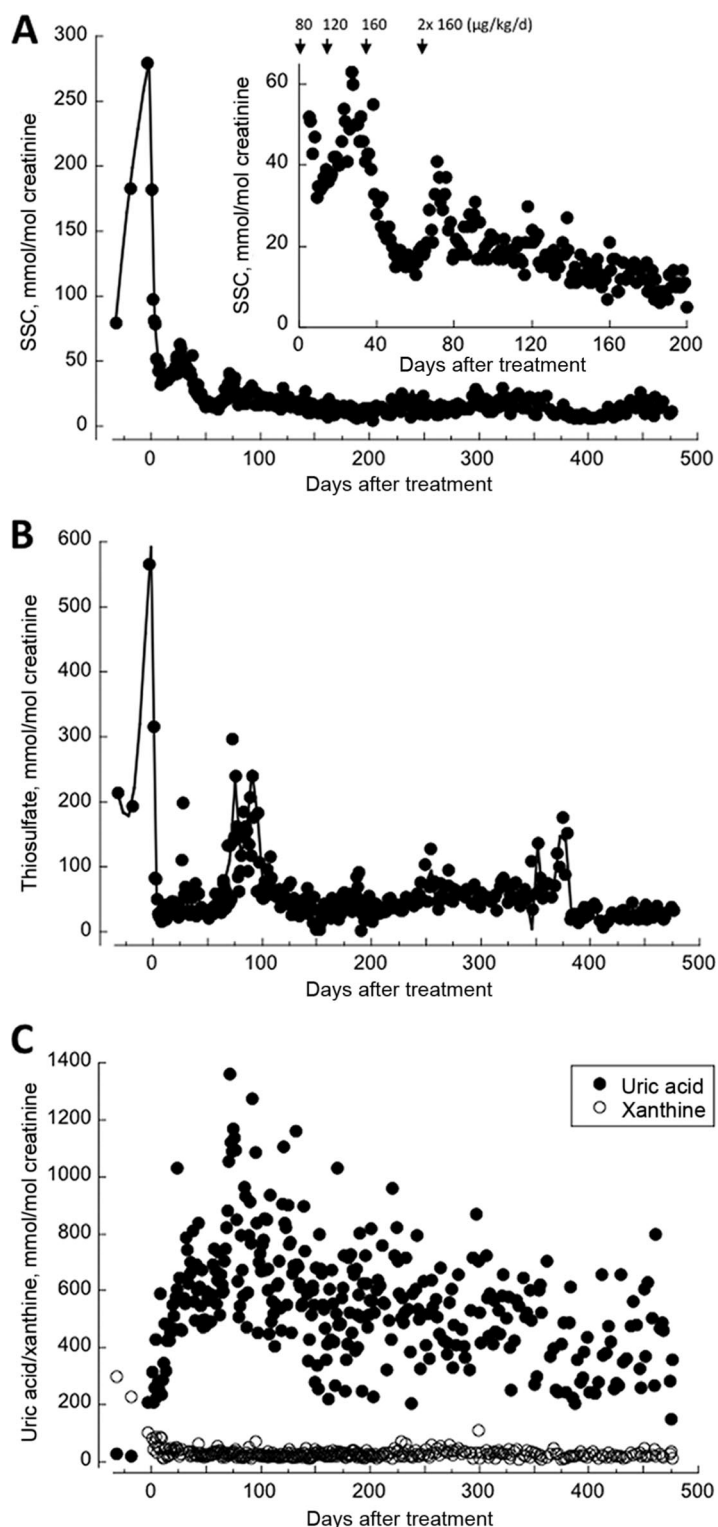 A
80 120 160 2x 160 (µg/kg/d)
SSC, mmol/mol creatinine
300
250
200
150
100
50
0
0 100 200 300 400 500
Days after treatment
SSC, mmol/mol creatinine
60
40
20
0
0 40 80 120 160 200
Days after treatment
B
Thiosulfate, mmol/mol creatinine
600
500
400
300
200
100
0
0 100 200 300 400 500
Days after treatment
C
Uric acid/xanthine, mmol/mol creatinine
1400
1200
1000
800
600
400
200
0
Uric acid
Xanthine
0 100 200 300 400 500
Days after treatment